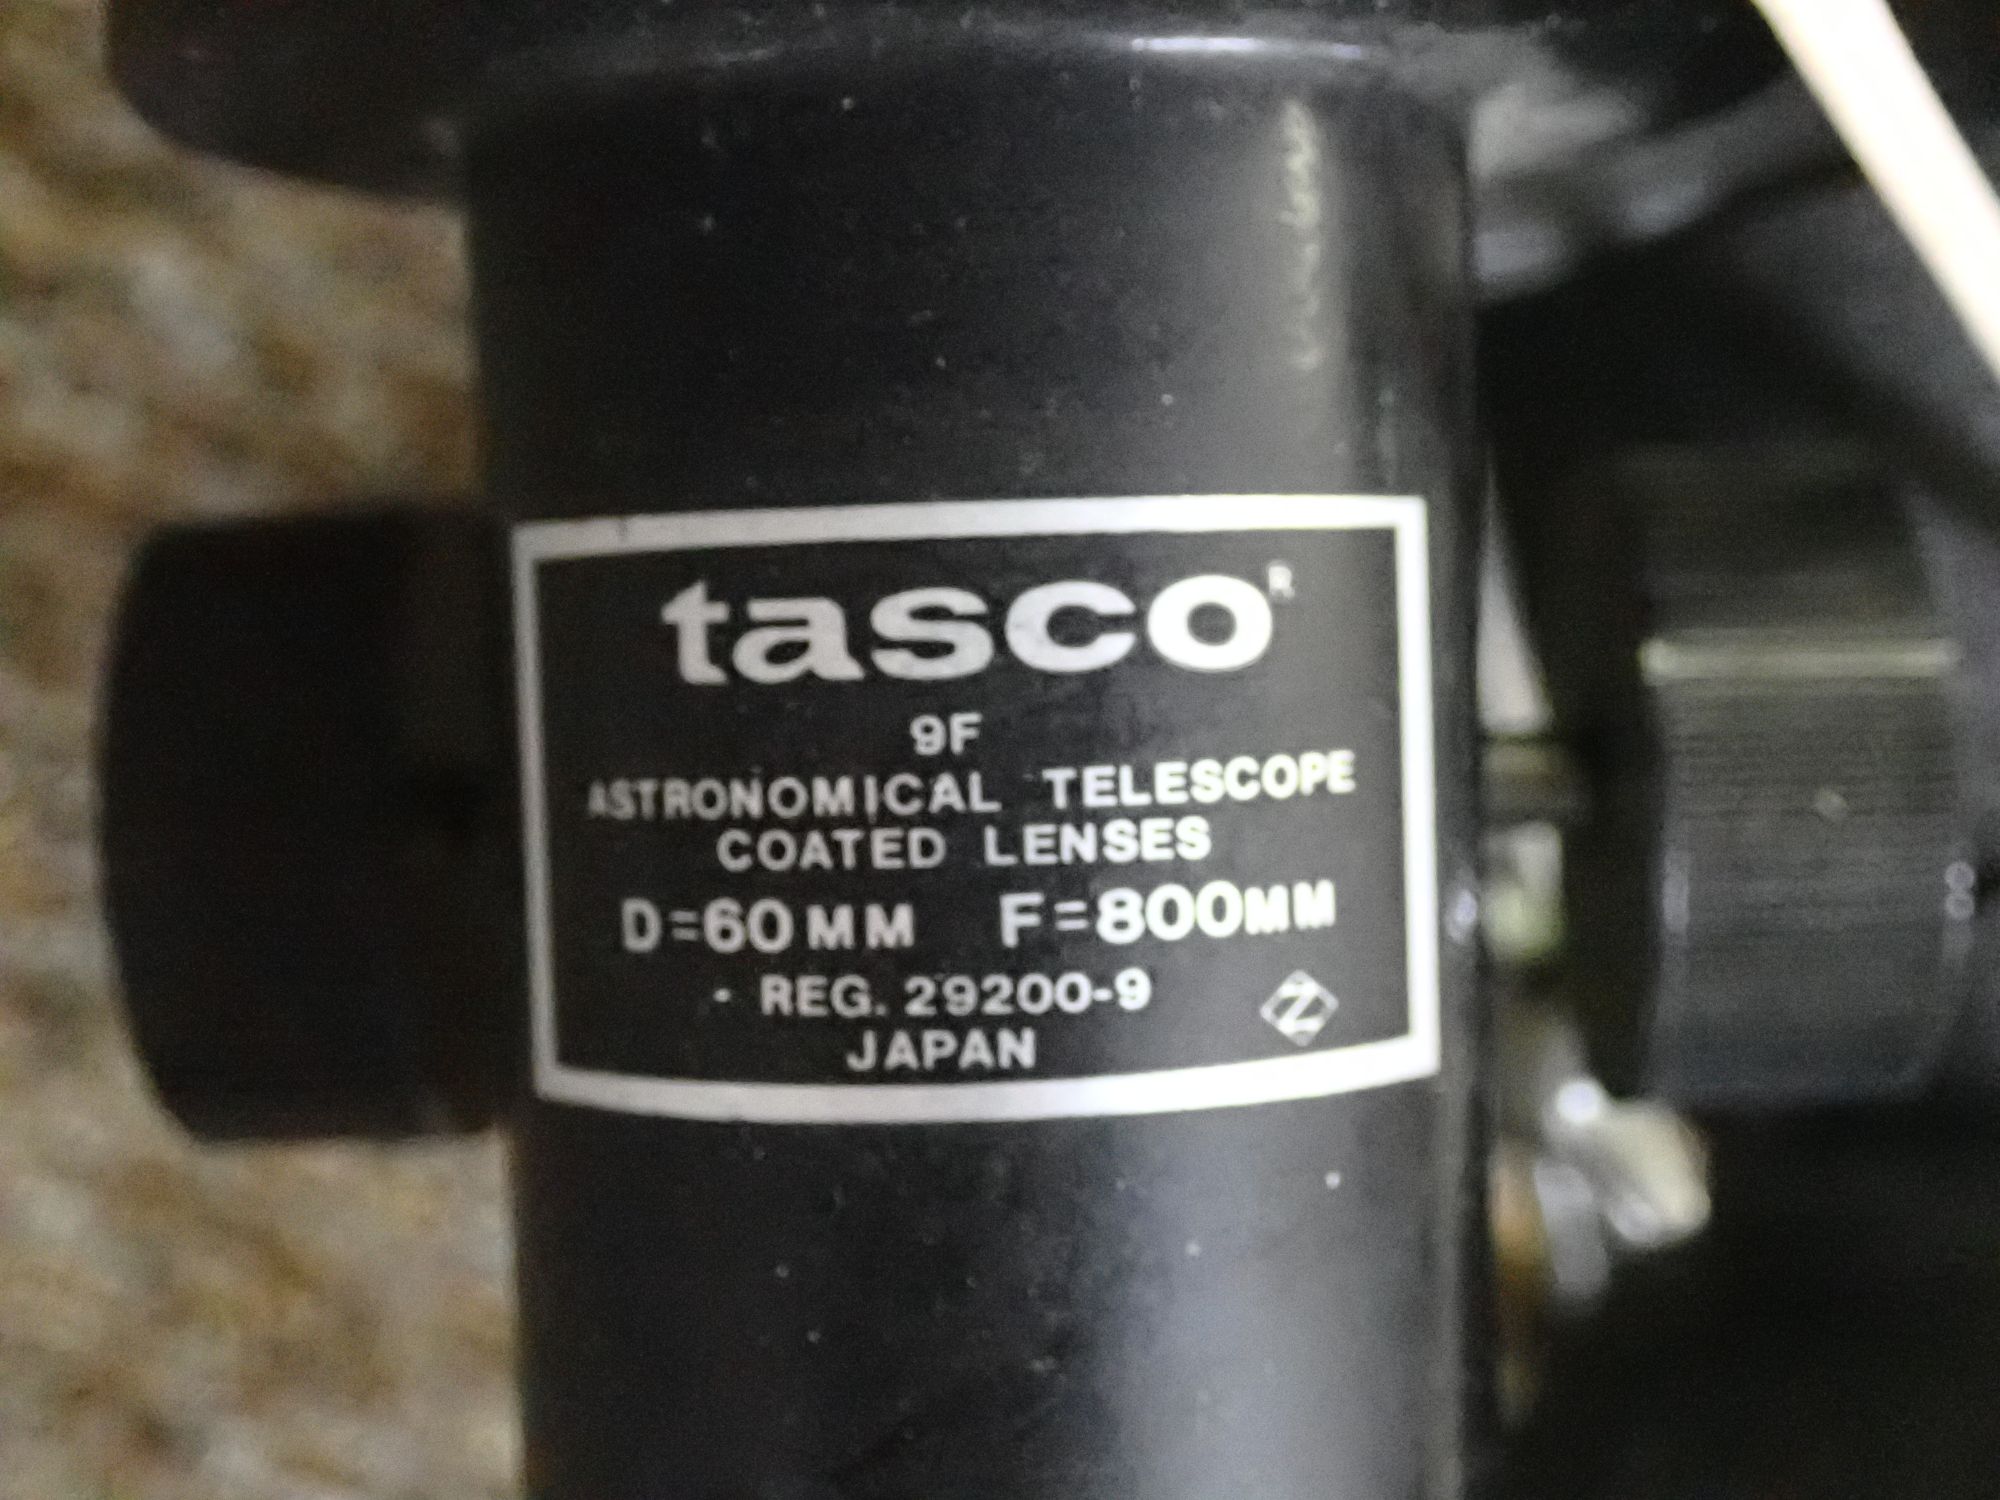 tasco®
9F
ASTRONOMICAL TELESCOPE
COATED LENSES
D=60MM F=800MM
- REG. 29200-9
Z
JAPAN